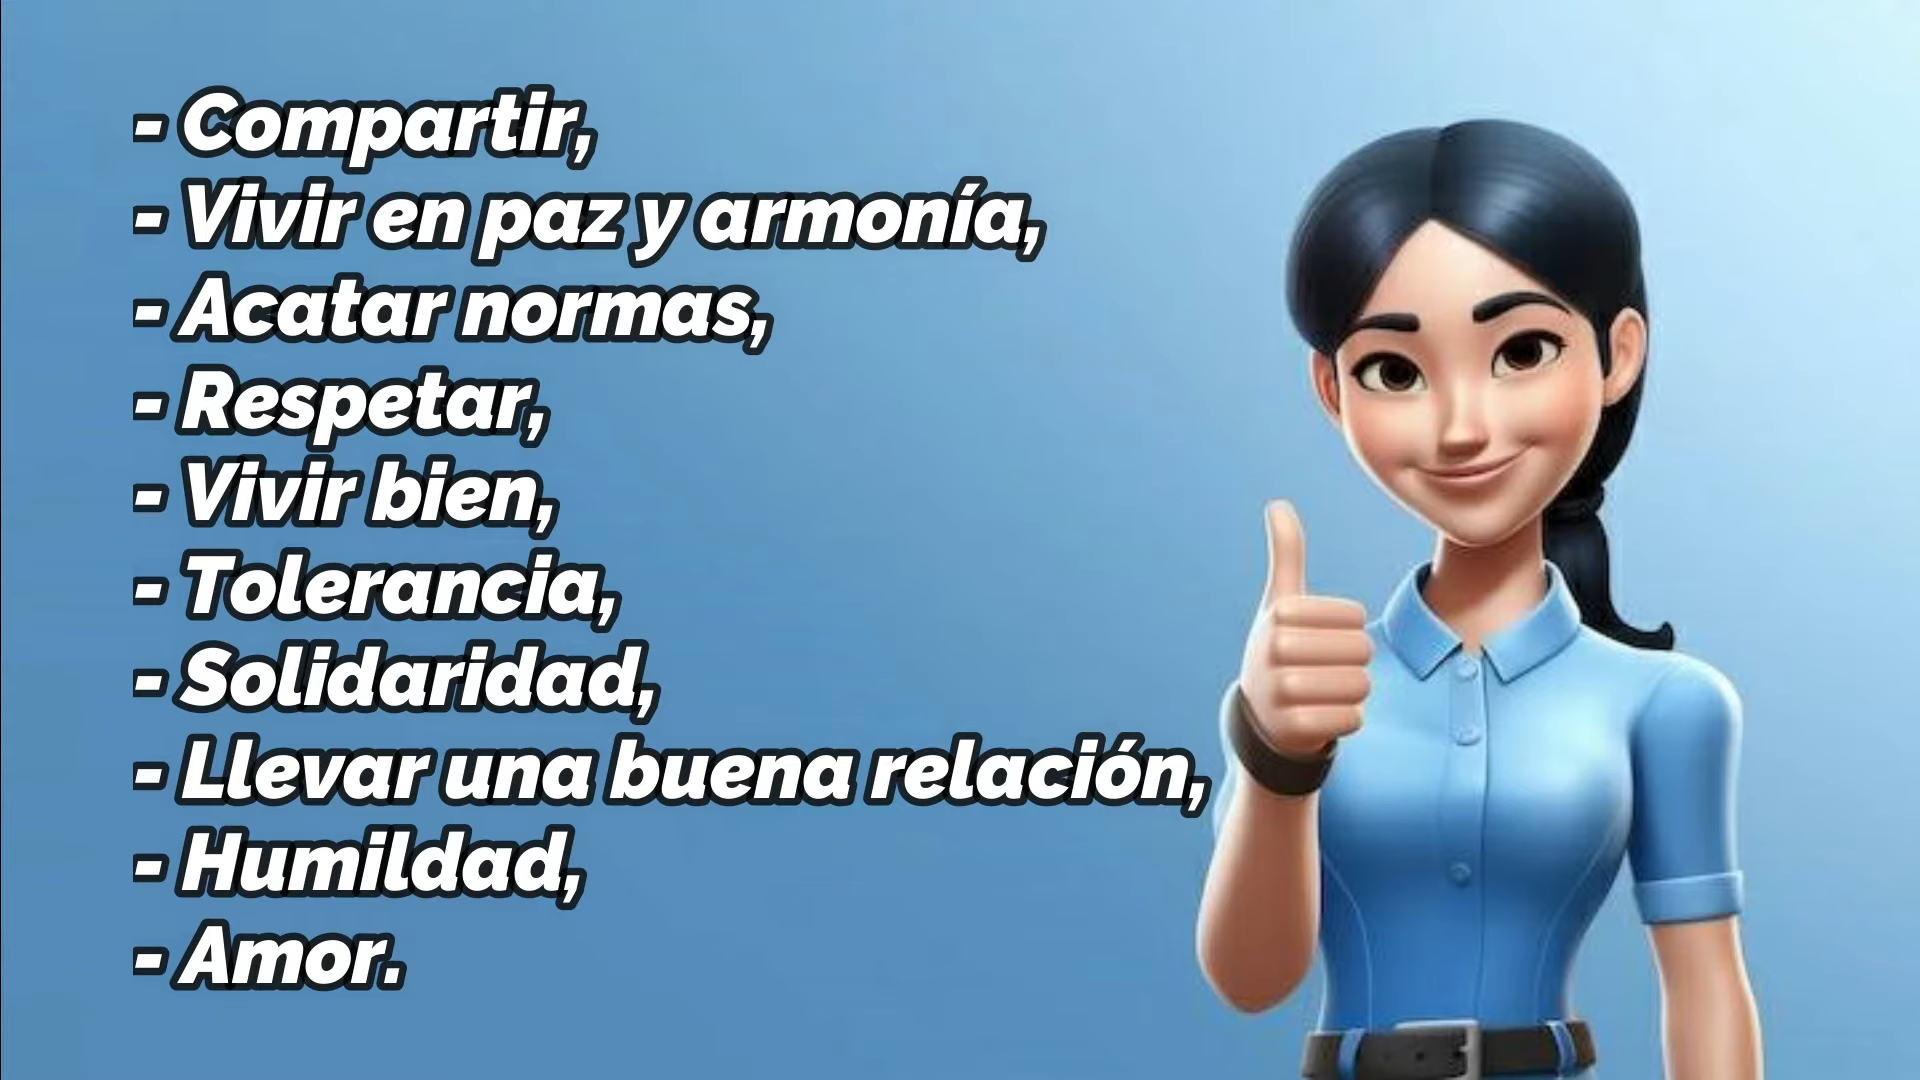 - Compartir,
- Vivir en paz y armonía,
- Acatar normas,
- Respetar,
- Vivir bien,
- Tolerancia,
- Solidaridad,
- Llevar una buena relación,
- Humildad,
- Amor.